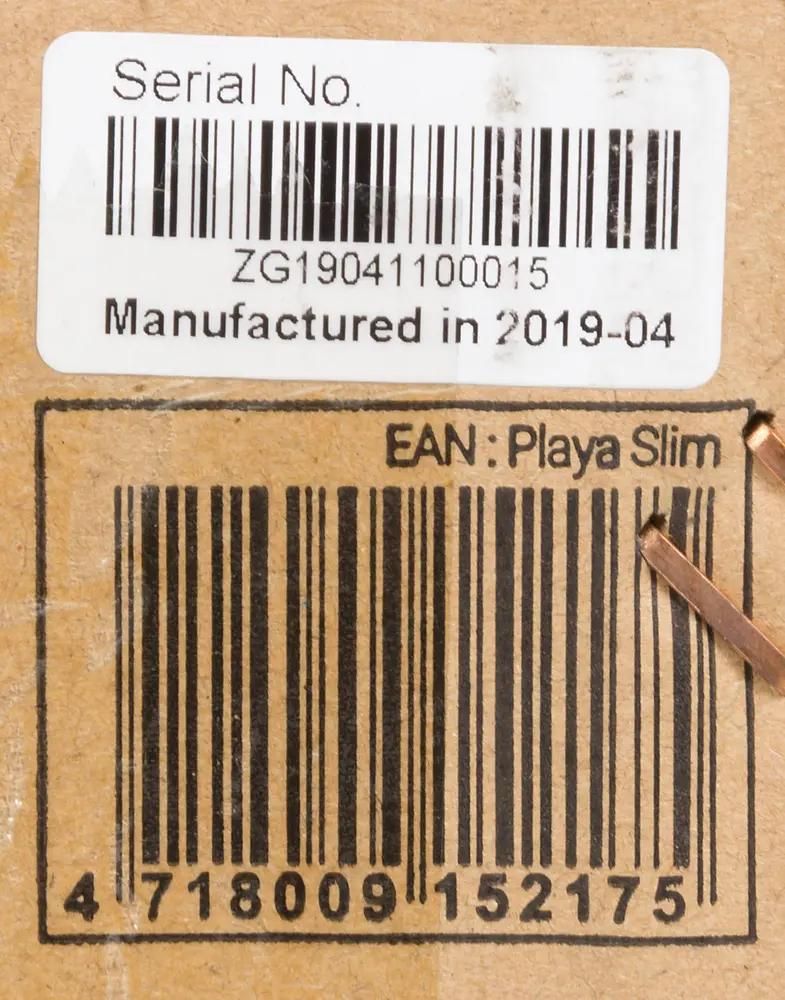 Serial No.
ZG19041100015
Manufactured in 2019-04
EAN : Playa Slim
4 718009 152175